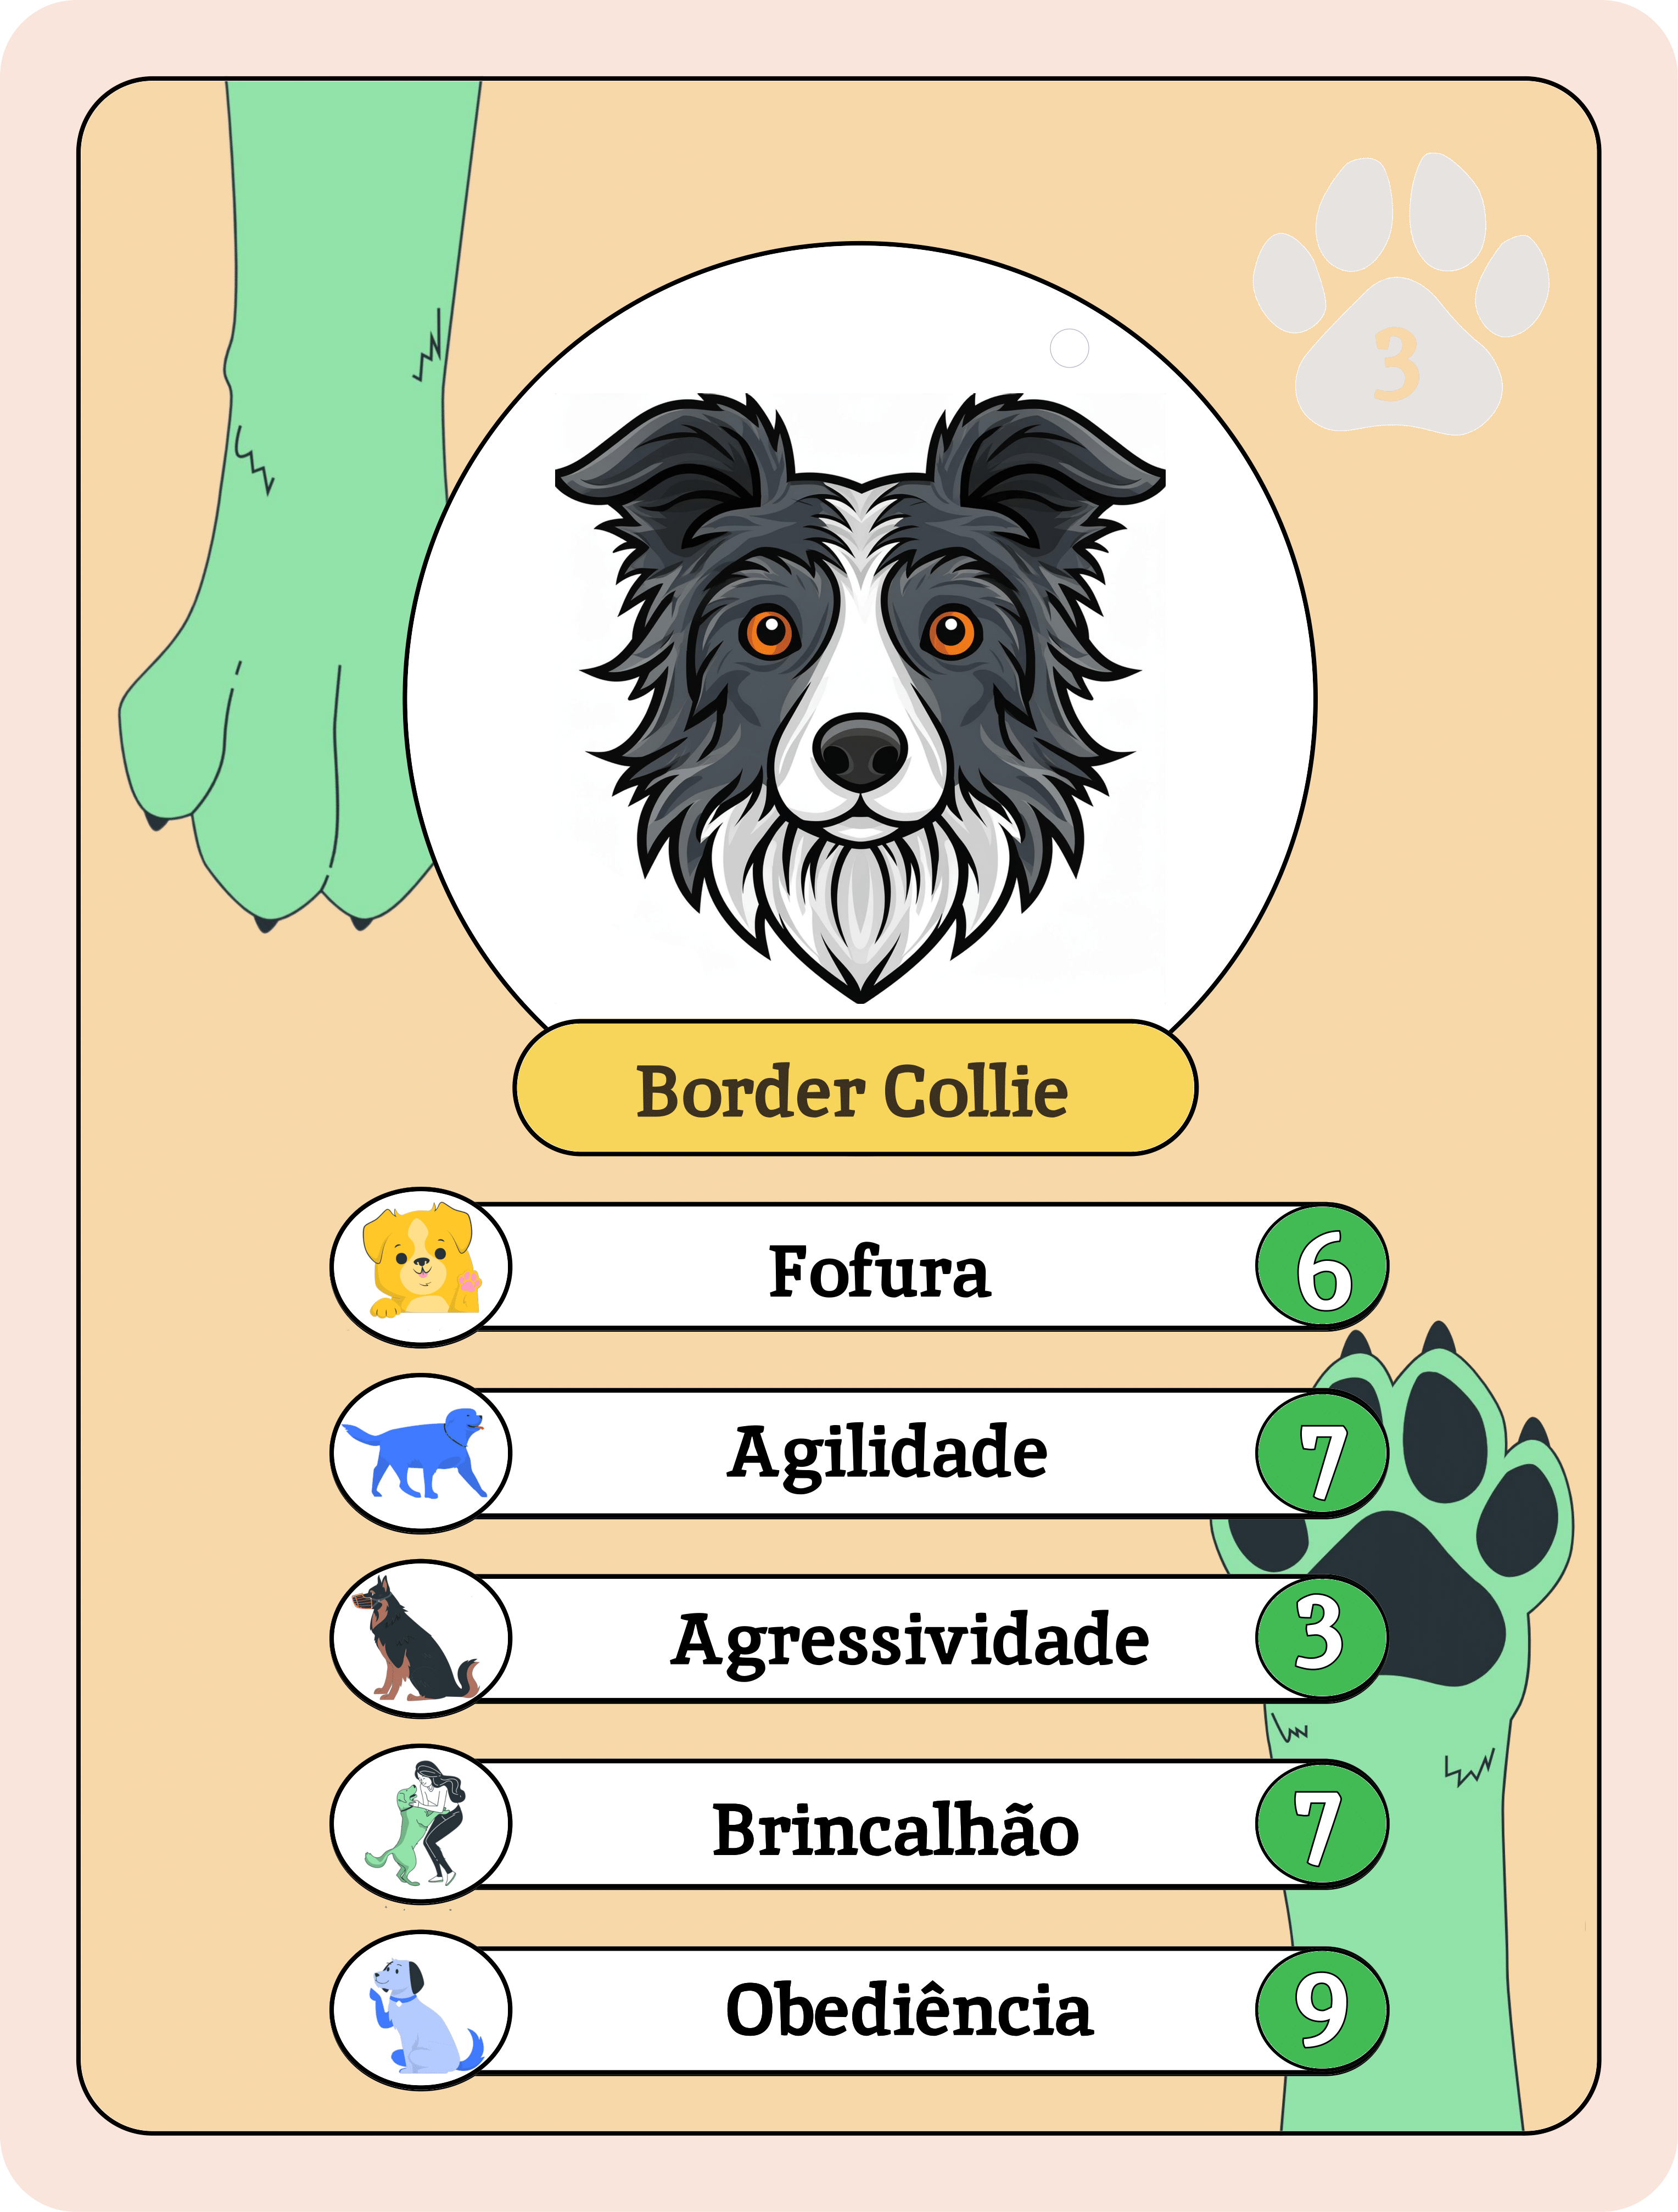 3
Border Collie
Fofura 6
Agilidade 7
Agressividade 3
Brincalhão 7
Obediência 9